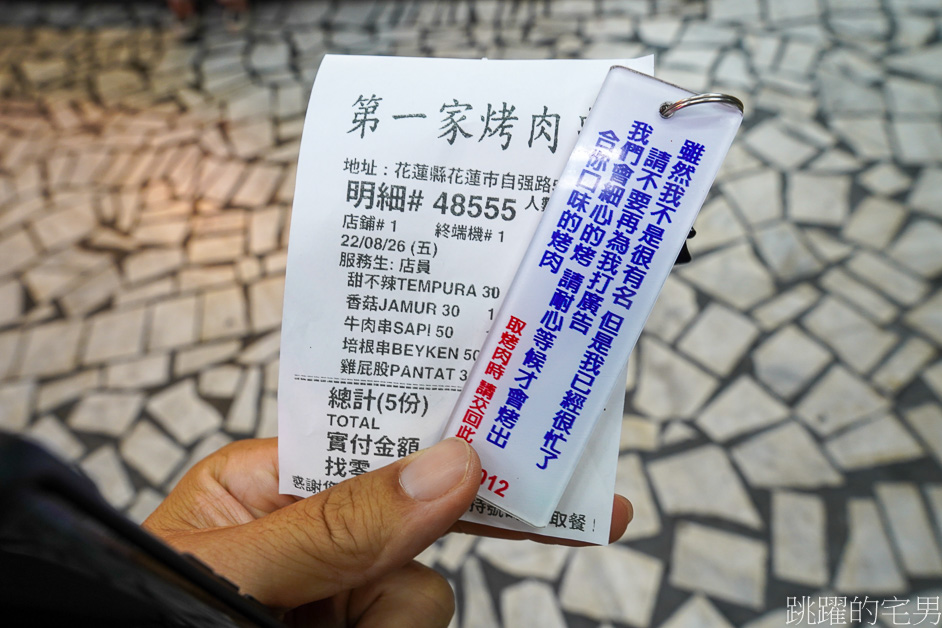 第一家烤肉
地址：花蓮縣花蓮市自强路
明細# 48555
店鋪# 1 終端機# 1
22/08/26 (五)
服務生: 店員
甜不辣TEMPURA 30
香菇JAMUR 30
牛肉串SAPI 50
培根串BEYKEN 50
雞屁股PANTAT
總計(5份)
TOTAL
實付金額
找零
感謝
取餐！
雖然我不是很有名 但是我已經很忙了
請不要再為我打廣告
我們會細心的烤 請耐心等候才會烤出
合你口味的烤肉
取烤肉時 請交回此
012
跳躍的宅男